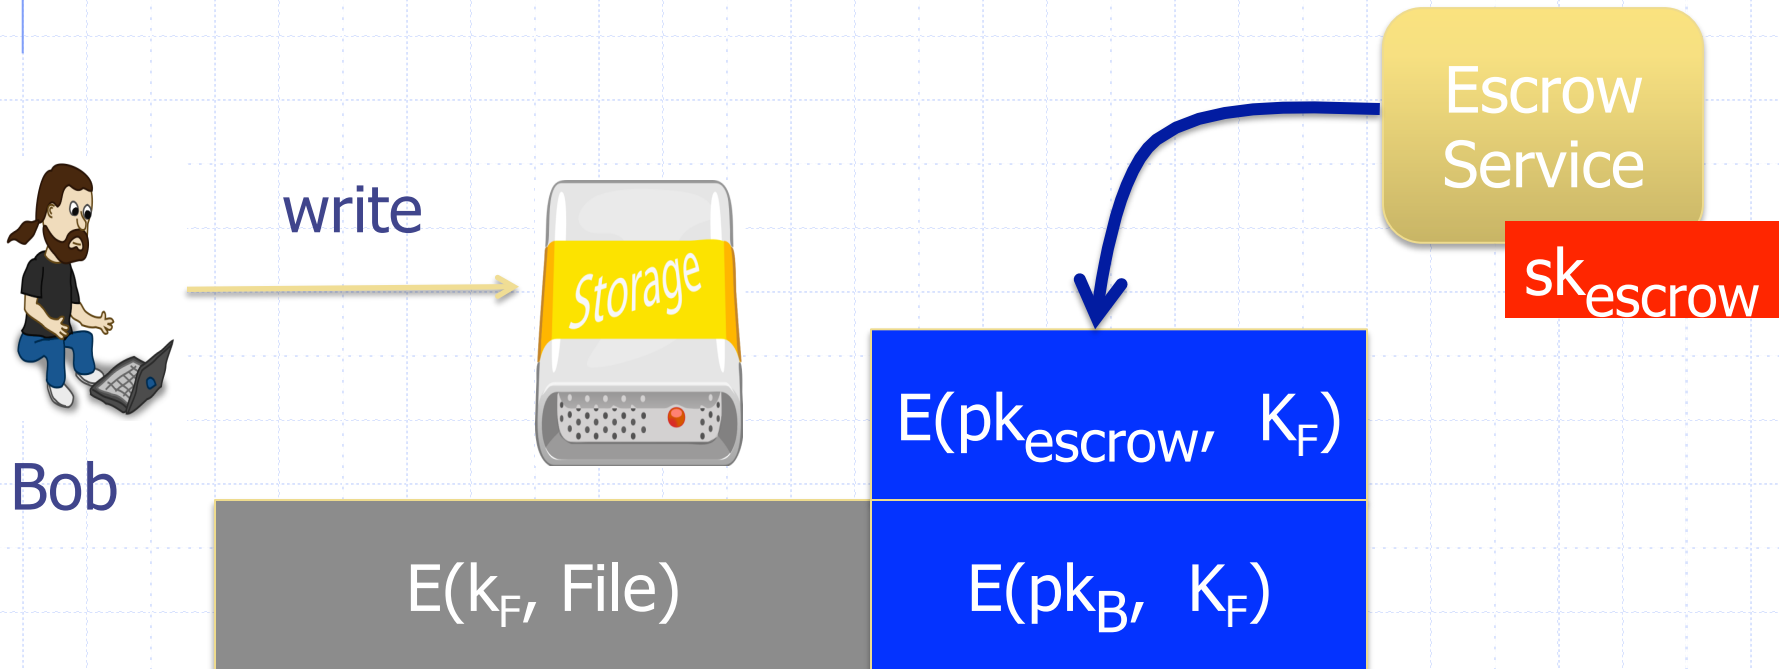 Escrow
Service
sk_escrow
write
Storage
Bob
E(pk_escrow, K_F)
E(k_F, File)
E(pk_B, K_F)